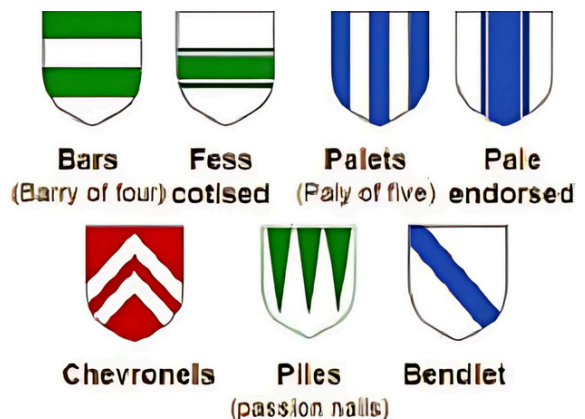 Bars Fess Palets Pale
(Barry of four) cotised (Paly of five) endorsed
Chevronels Piles Bendlet
(passion nails)